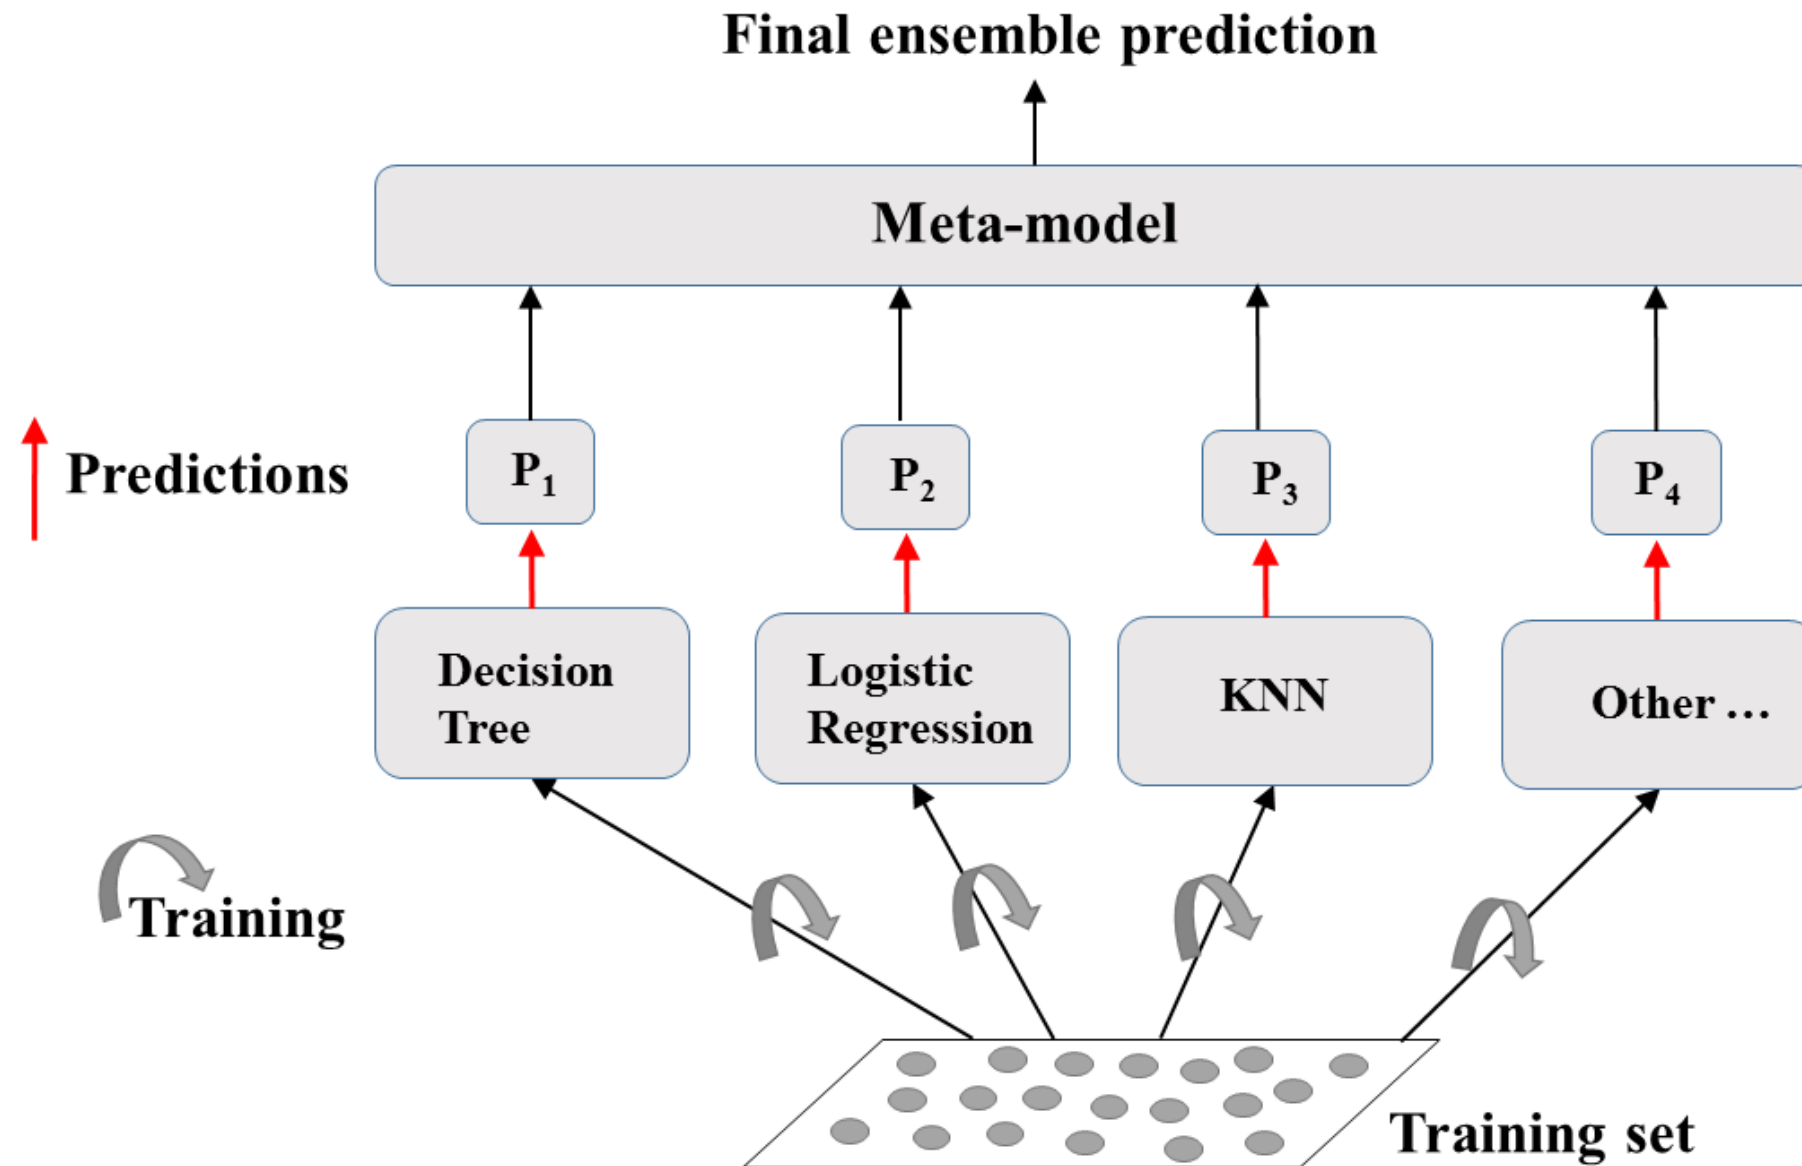 Final ensemble prediction
Meta-model
Predictions
P1
P2
P3
P4
Decision
Tree
Logistic
Regression
KNN
Other …
Training
Training set